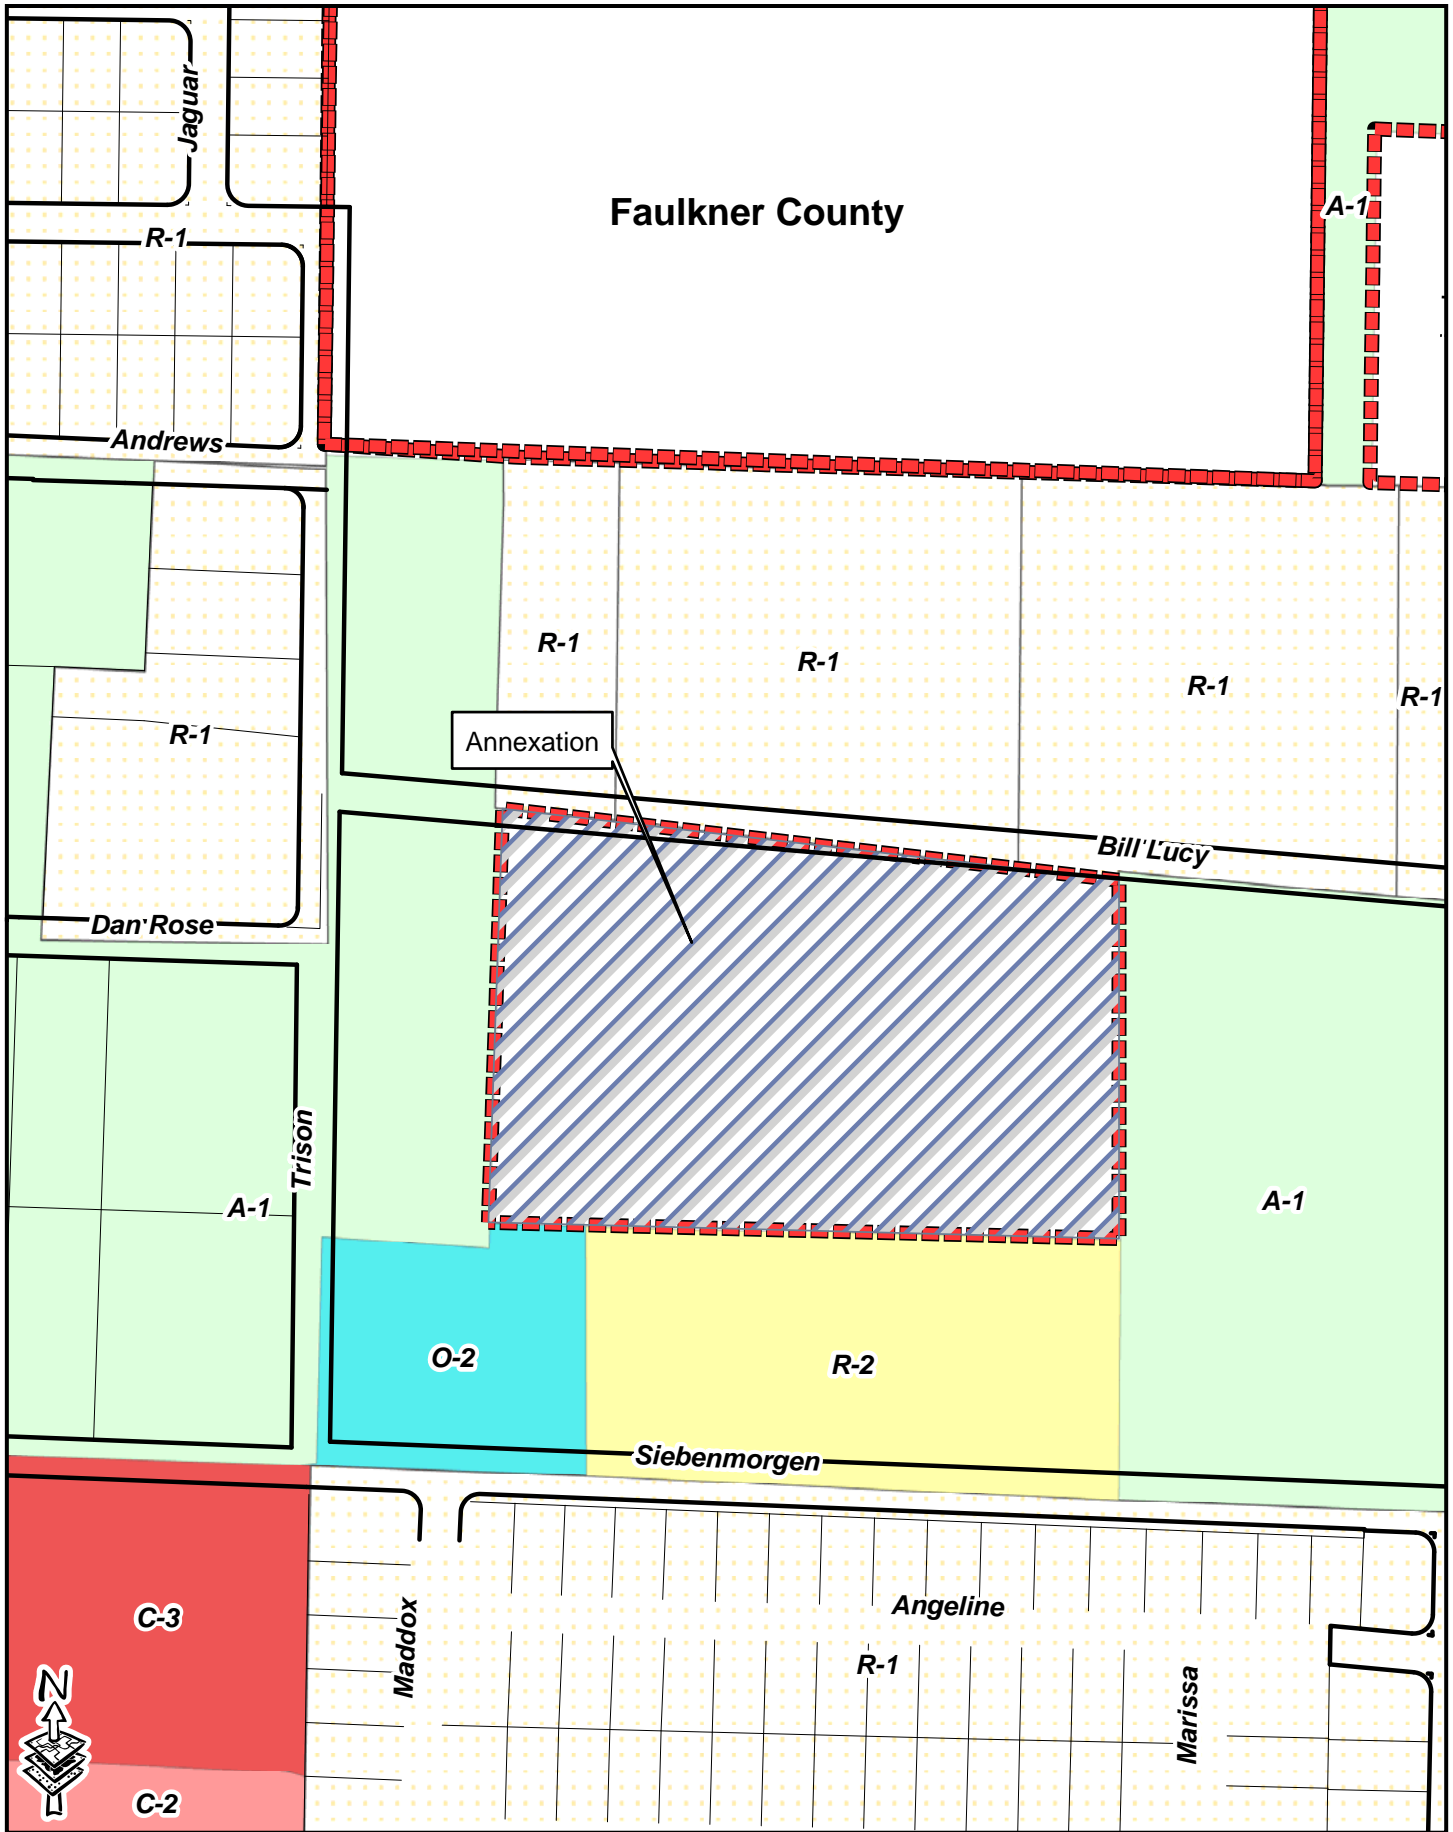 Jaguar
Faulkner County
A-1
R-1
Andrews
R-1
R-1
R-1
R-1
R-1
Annexation
Bill Lucy
Dan Rose
Trison
A-1
A-1
O-2
R-2
Siebenmorgen
C-3
Maddox
Angeline
R-1
Marissa
N
C-2